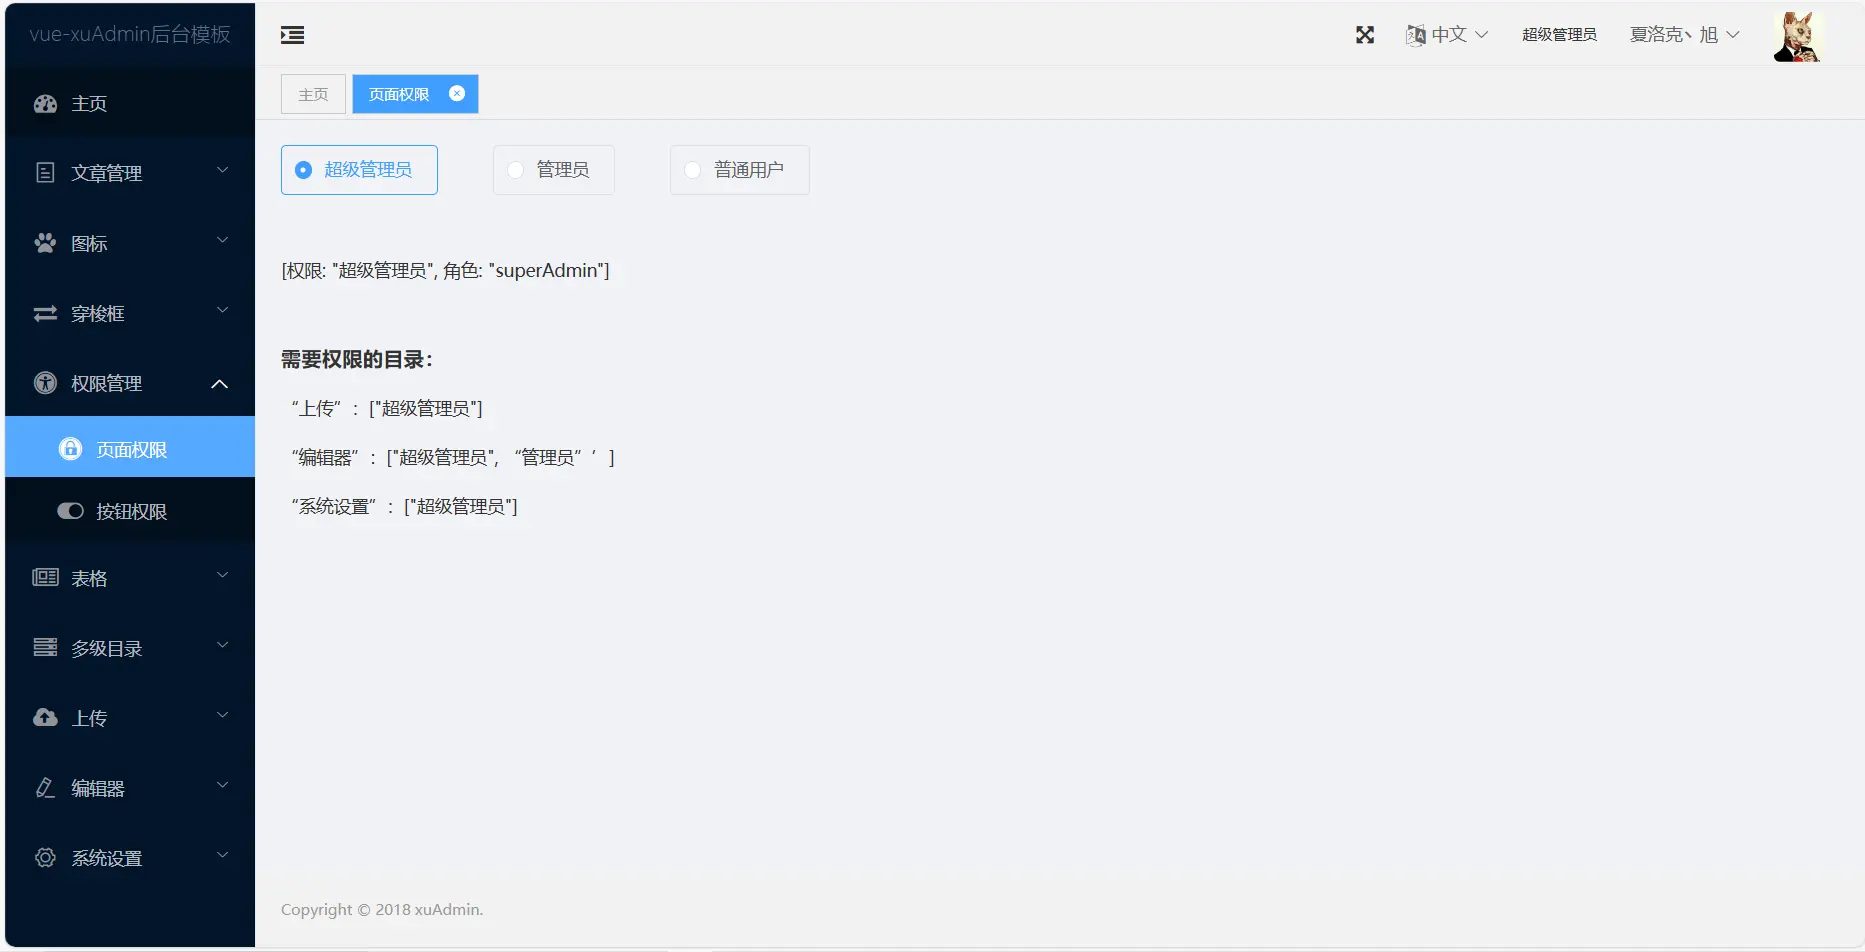 vue-xuAdmin后台模板
中文
超级管理员
夏洛克丶旭
主页
页面权限
主页
文章管理
图标
穿梭框
权限管理
页面权限
按钮权限
表格
多级目录
上传
编辑器
系统设置
超级管理员
管理员
普通用户
[权限: "超级管理员", 角色: "superAdmin"]
需要权限的目录：
“上传”：["超级管理员"]
“编辑器”：["超级管理员", “管理员”’]
“系统设置”：["超级管理员"]
Copyright © 2018 xuAdmin.